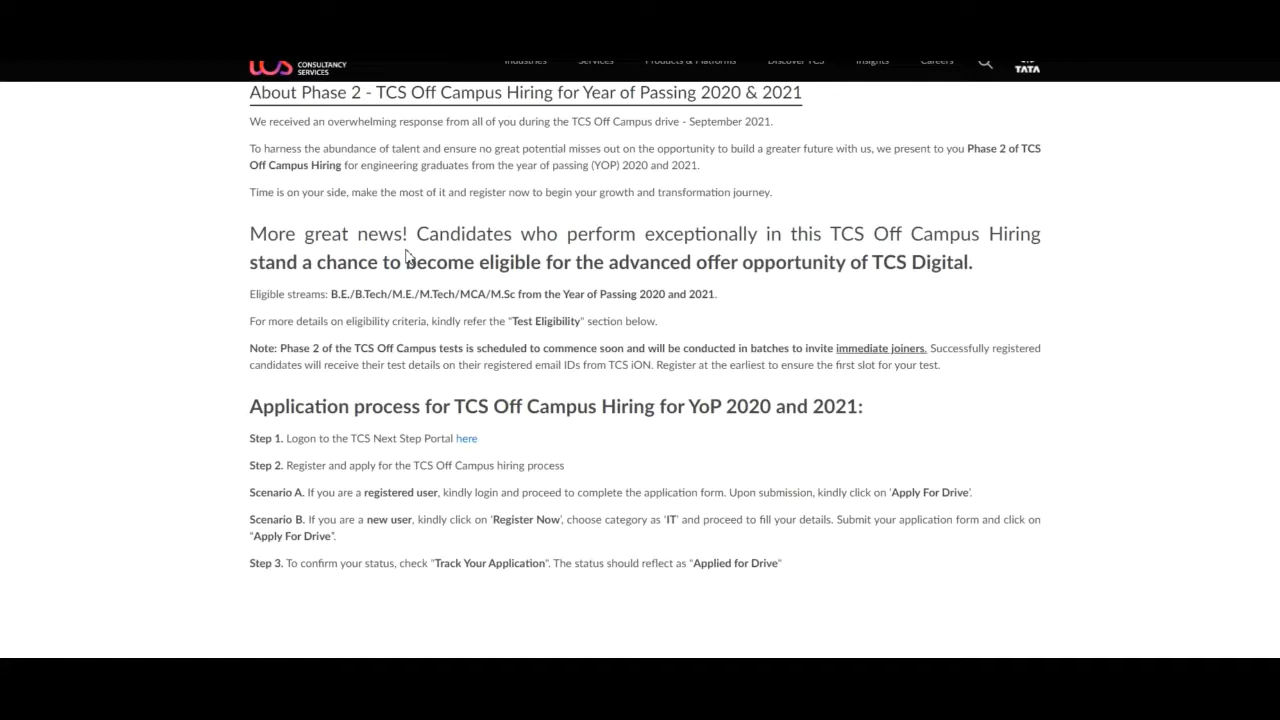 CONSULTANCY
SERVICES
Industries Services Products & Platforms Discover TCS Insights Careers
TATA
About Phase 2 - TCS Off Campus Hiring for Year of Passing 2020 & 2021
We received an overwhelming response from all of you during the TCS Off Campus drive - September 2021.
To harness the abundance of talent and ensure no great potential misses out on the opportunity to build a greater future with us, we present to you Phase 2 of TCS
Off Campus Hiring for engineering graduates from the year of passing (YOP) 2020 and 2021.
Time is on your side, make the most of it and register now to begin your growth and transformation journey.
More great news! Candidates who perform exceptionally in this TCS Off Campus Hiring
stand a chance to become eligible for the advanced offer opportunity of TCS Digital.
Eligible streams: B.E./B.Tech/M.E./M.Tech/MCA/M.Sc from the Year of Passing 2020 and 2021.
For more details on eligibility criteria, kindly refer the "Test Eligibility" section below.
Note: Phase 2 of the TCS Off Campus tests is scheduled to commence soon and will be conducted in batches to invite immediate joiners. Successfully registered
candidates will receive their test details on their registered email IDs from TCS iON. Register at the earliest to ensure the first slot for your test.
Application process for TCS Off Campus Hiring for YoP 2020 and 2021:
Step 1. Logon to the TCS Next Step Portal here
Step 2. Register and apply for the TCS Off Campus hiring process
Scenario A. If you are a registered user, kindly login and proceed to complete the application form. Upon submission, kindly click on 'Apply For Drive'.
Scenario B. If you are a new user, kindly click on 'Register Now', choose category as 'IT' and proceed to fill your details. Submit your application form and click on
"Apply For Drive".
Step 3. To confirm your status, check "Track Your Application". The status should reflect as "Applied for Drive"